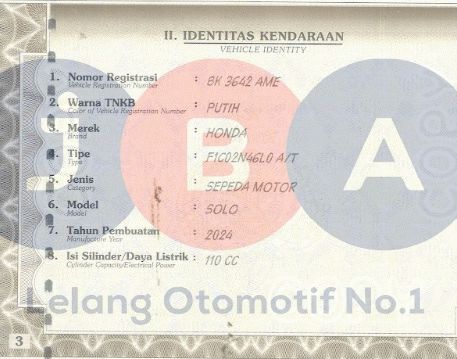 II. IDENTITAS KENDARAAN
VEHICLE IDENTITY
1. Nomor Registrasi : BK 3642 AME
Vehicle Registration Number
2. Warna TNKB : PUTIH
Color of Vehicle Registration Number
3. Merek : HONDA
Brand
4. Tipe : F1C02N46L0 A/T
Type
5. Jenis : SEPEDA MOTOR
Category
6. Model : SOLO
Model
7. Tahun Pembuatan : 2024
Manufacture Year
8. Isi Silinder/Daya Listrik : 110 CC
Cylinder Capacity/Electrical Power
JBA
Lelang Otomotif No.1
3